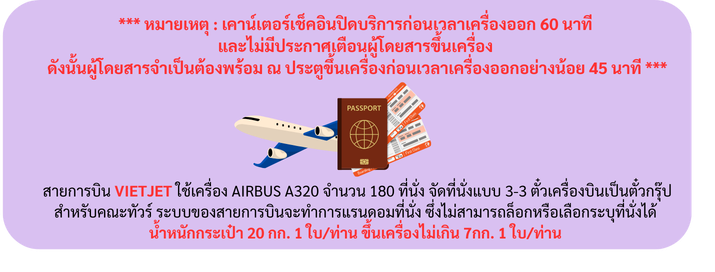 *** หมายเหตุ : เคาน์เตอร์เช็คอินปิดบริการก่อนเวลาเครื่องออก 60 นาที
และไม่มีประกาศเตือนผู้โดยสารขึ้นเครื่อง
ดังนั้นผู้โดยสารจำเป็นต้องพร้อม ณ ประตูขึ้นเครื่องก่อนเวลาเครื่องออกอย่างน้อย 45 นาที ***
PASSPORT
สายการบิน VIETJET ใช้เครื่อง AIRBUS A320 จำนวน 180 ที่นั่ง จัดที่นั่งแบบ 3-3 ตั๋วเครื่องบินเป็นตั๋วกรุ๊ป
สำหรับคณะทัวร์ ระบบของสายการบินจะทำการแรนดอมที่นั่ง ซึ่งไม่สามารถล็อกหรือเลือกระบุที่นั่งได้
น้ำหนักกระเป๋า 20 กก. 1 ใบ/ท่าน ขึ้นเครื่องไม่เกิน 7กก. 1 ใบ/ท่าน